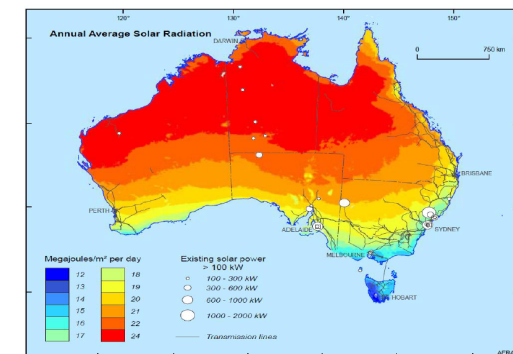 120° 130° 140° 150°
Annual Average Solar Radiation
DARWIN
0 750 km
BRISBANE
PERTH
SYDNEY
ADELAIDE
MELBOURNE
HOBART
Megajoules/m² per day
12 18
13 19
14 20
15 21
16 22
17 24
Existing solar power
> 100 kW
100 - 300 kW
300 - 600 kW
600 - 1000 kW
1000 - 2000 kW
Transmission lines